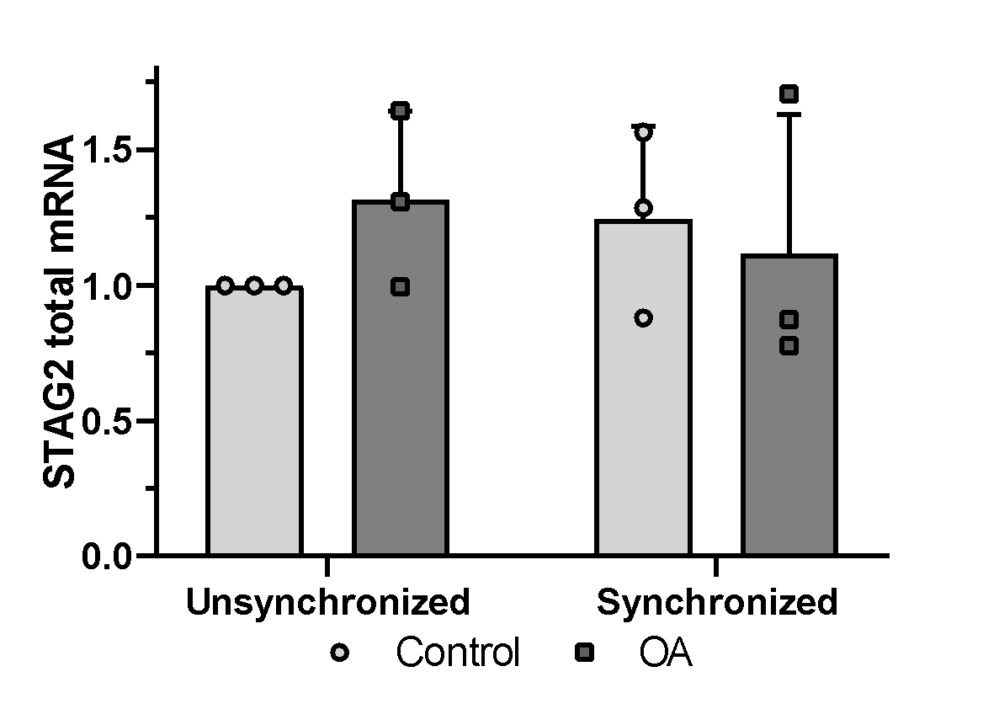 STAG2 total mRNA
1.5
1.0
0.5
0.0
Unsynchronized Synchronized
Control OA